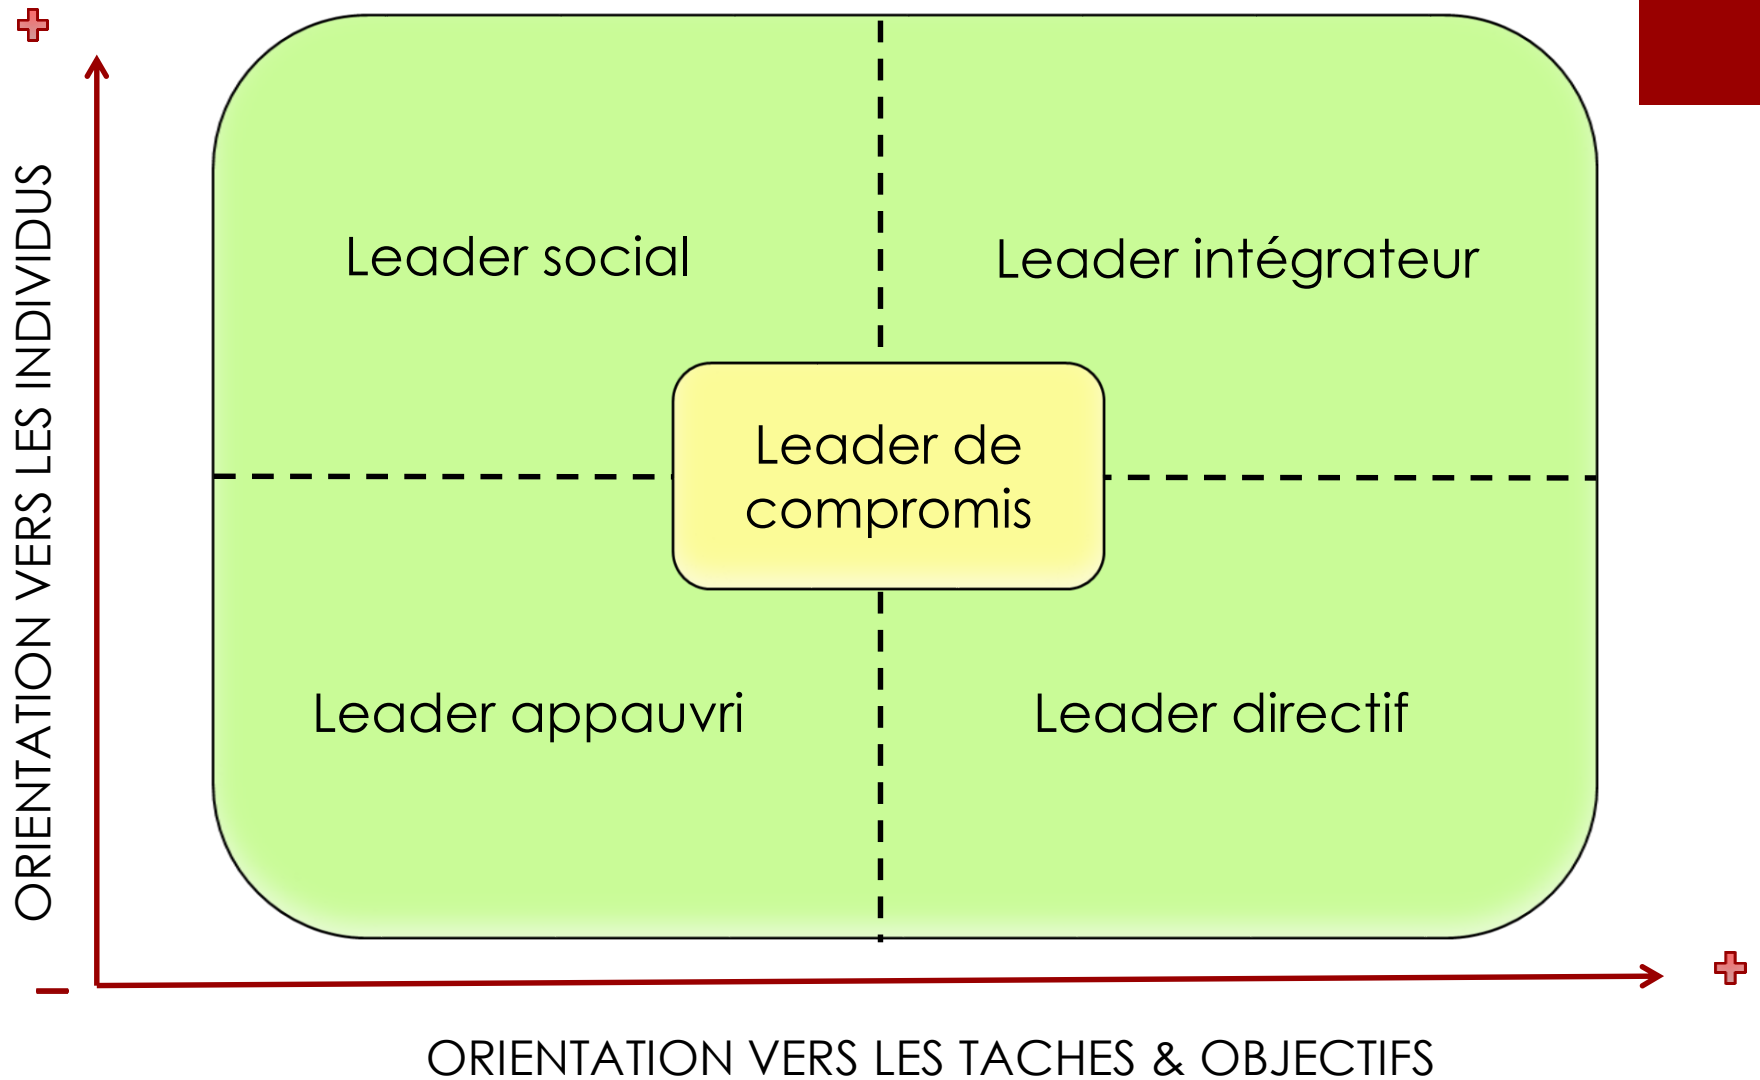 ORIENTATION VERS LES INDIVIDUS
Leader social
Leader intégrateur
Leader de
compromis
Leader appauvri
Leader directif
ORIENTATION VERS LES TACHES & OBJECTIFS